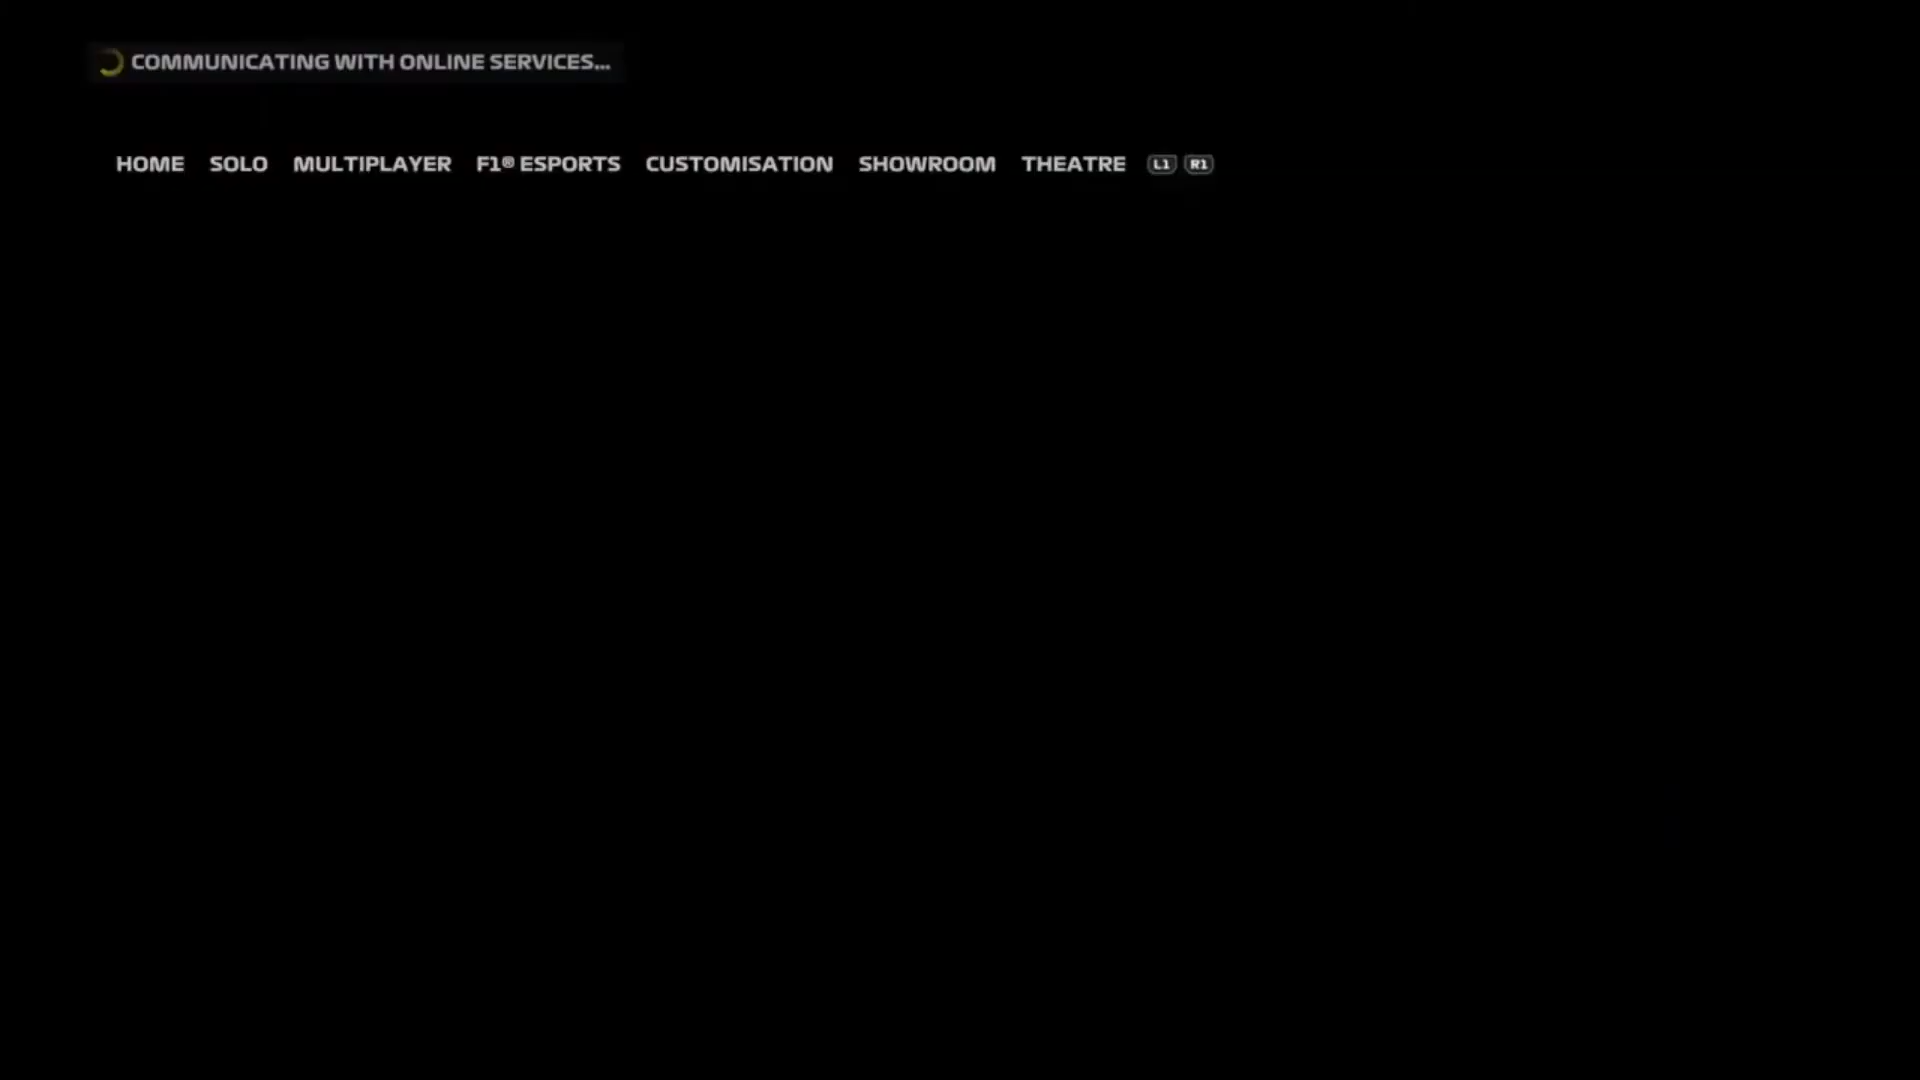 COMMUNICATING WITH ONLINE SERVICES...
HOME SOLO MULTIPLAYER F1® ESPORTS CUSTOMISATION SHOWROOM THEATRE L1 R1